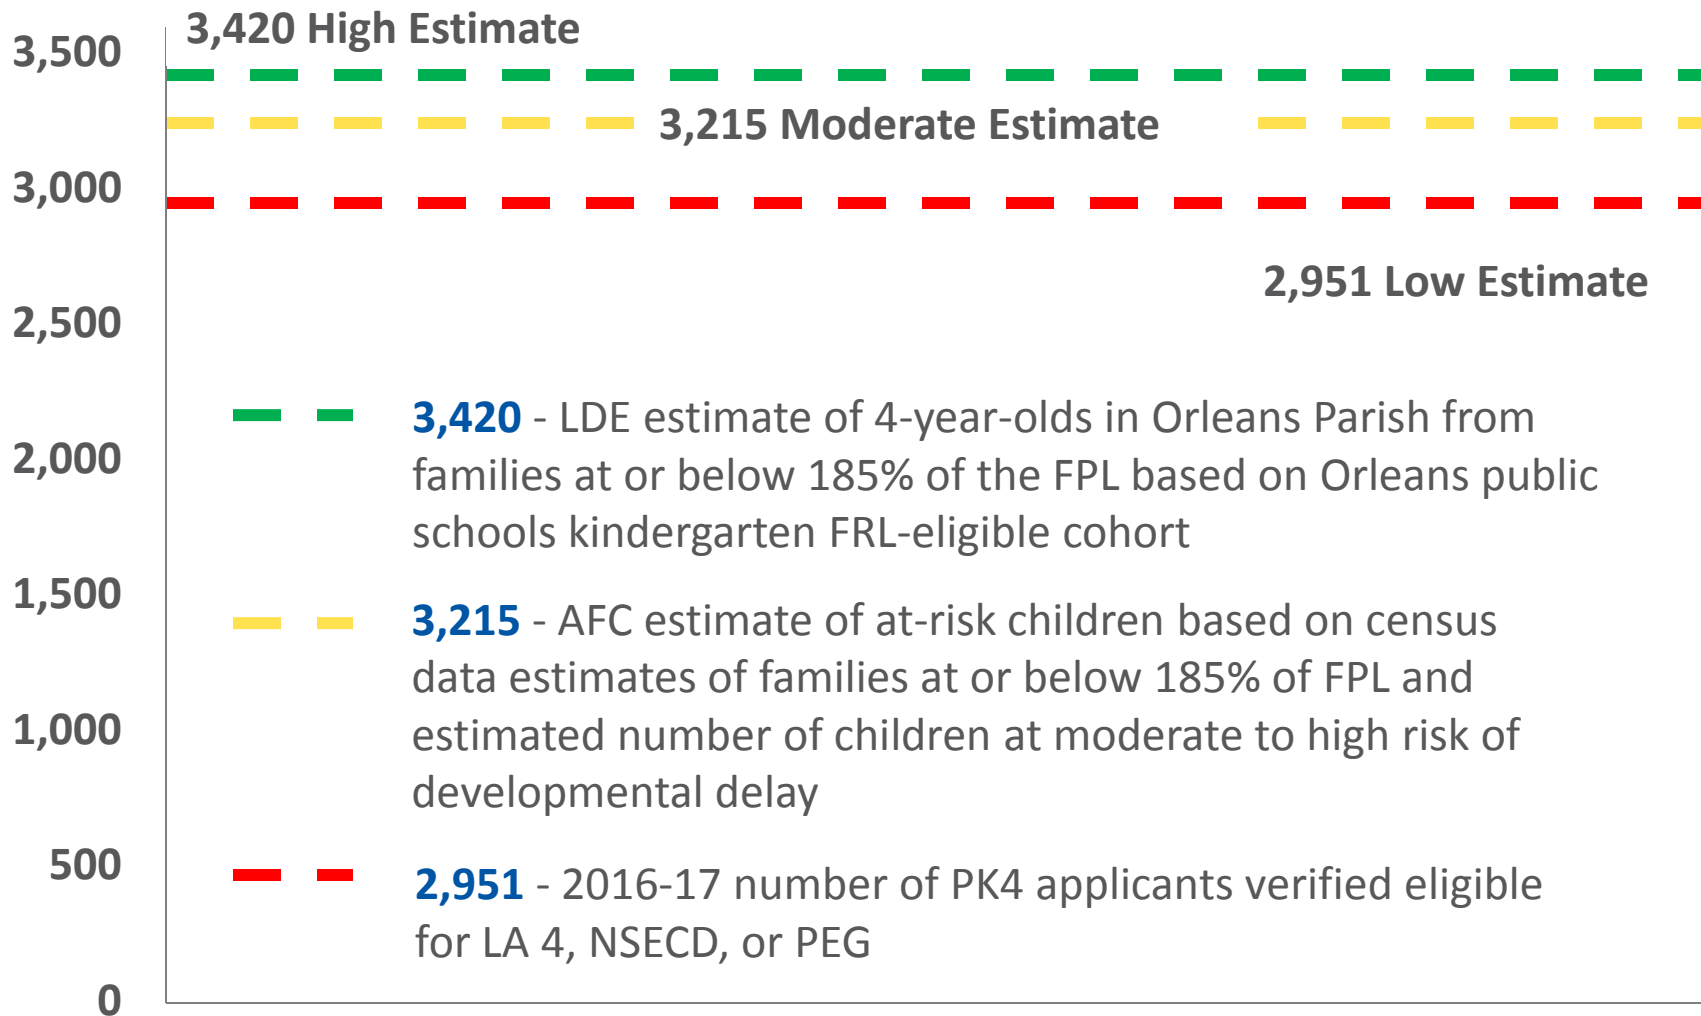 3,420 High Estimate
3,500
3,215 Moderate Estimate
3,000
2,951 Low Estimate
2,500
2,000
1,500
1,000
500
0
3,420 - LDE estimate of 4-year-olds in Orleans Parish from
families at or below 185% of the FPL based on Orleans public
schools kindergarten FRL-eligible cohort
3,215 - AFC estimate of at-risk children based on census
data estimates of families at or below 185% of FPL and
estimated number of children at moderate to high risk of
developmental delay
2,951 - 2016-17 number of PK4 applicants verified eligible
for LA 4, NSECD, or PEG